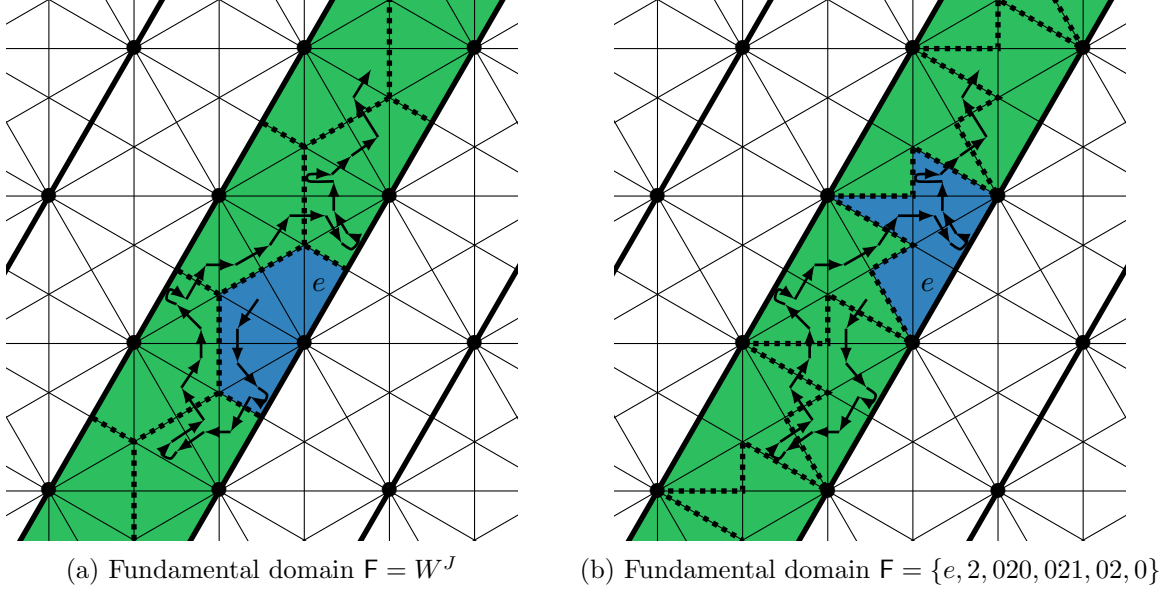 e
e
(a) Fundamental domain F = W^J
(b) Fundamental domain F = {e, 2, 020, 021, 02, 0}